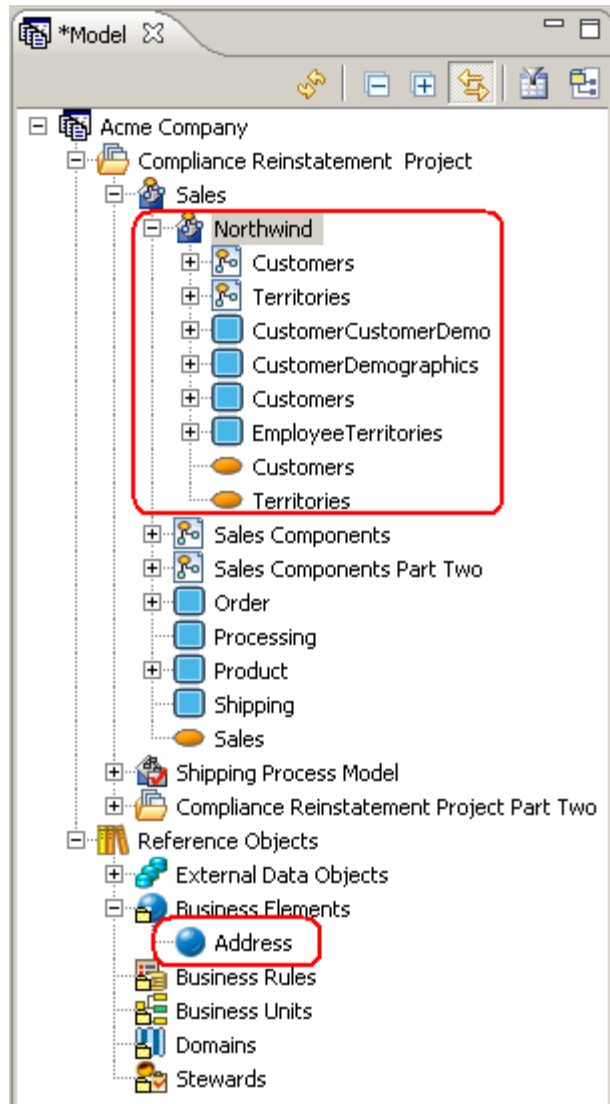 *Model
Acme Company
Compliance Reinstatement Project
Sales
Northwind
Customers
Territories
CustomerCustomerDemo
CustomerDemographics
Customers
EmployeeTerritories
Customers
Territories
Sales Components
Sales Components Part Two
Order
Processing
Product
Shipping
Sales
Shipping Process Model
Compliance Reinstatement Project Part Two
Reference Objects
External Data Objects
Business Elements
Address
Business Rules
Business Units
Domains
Stewards